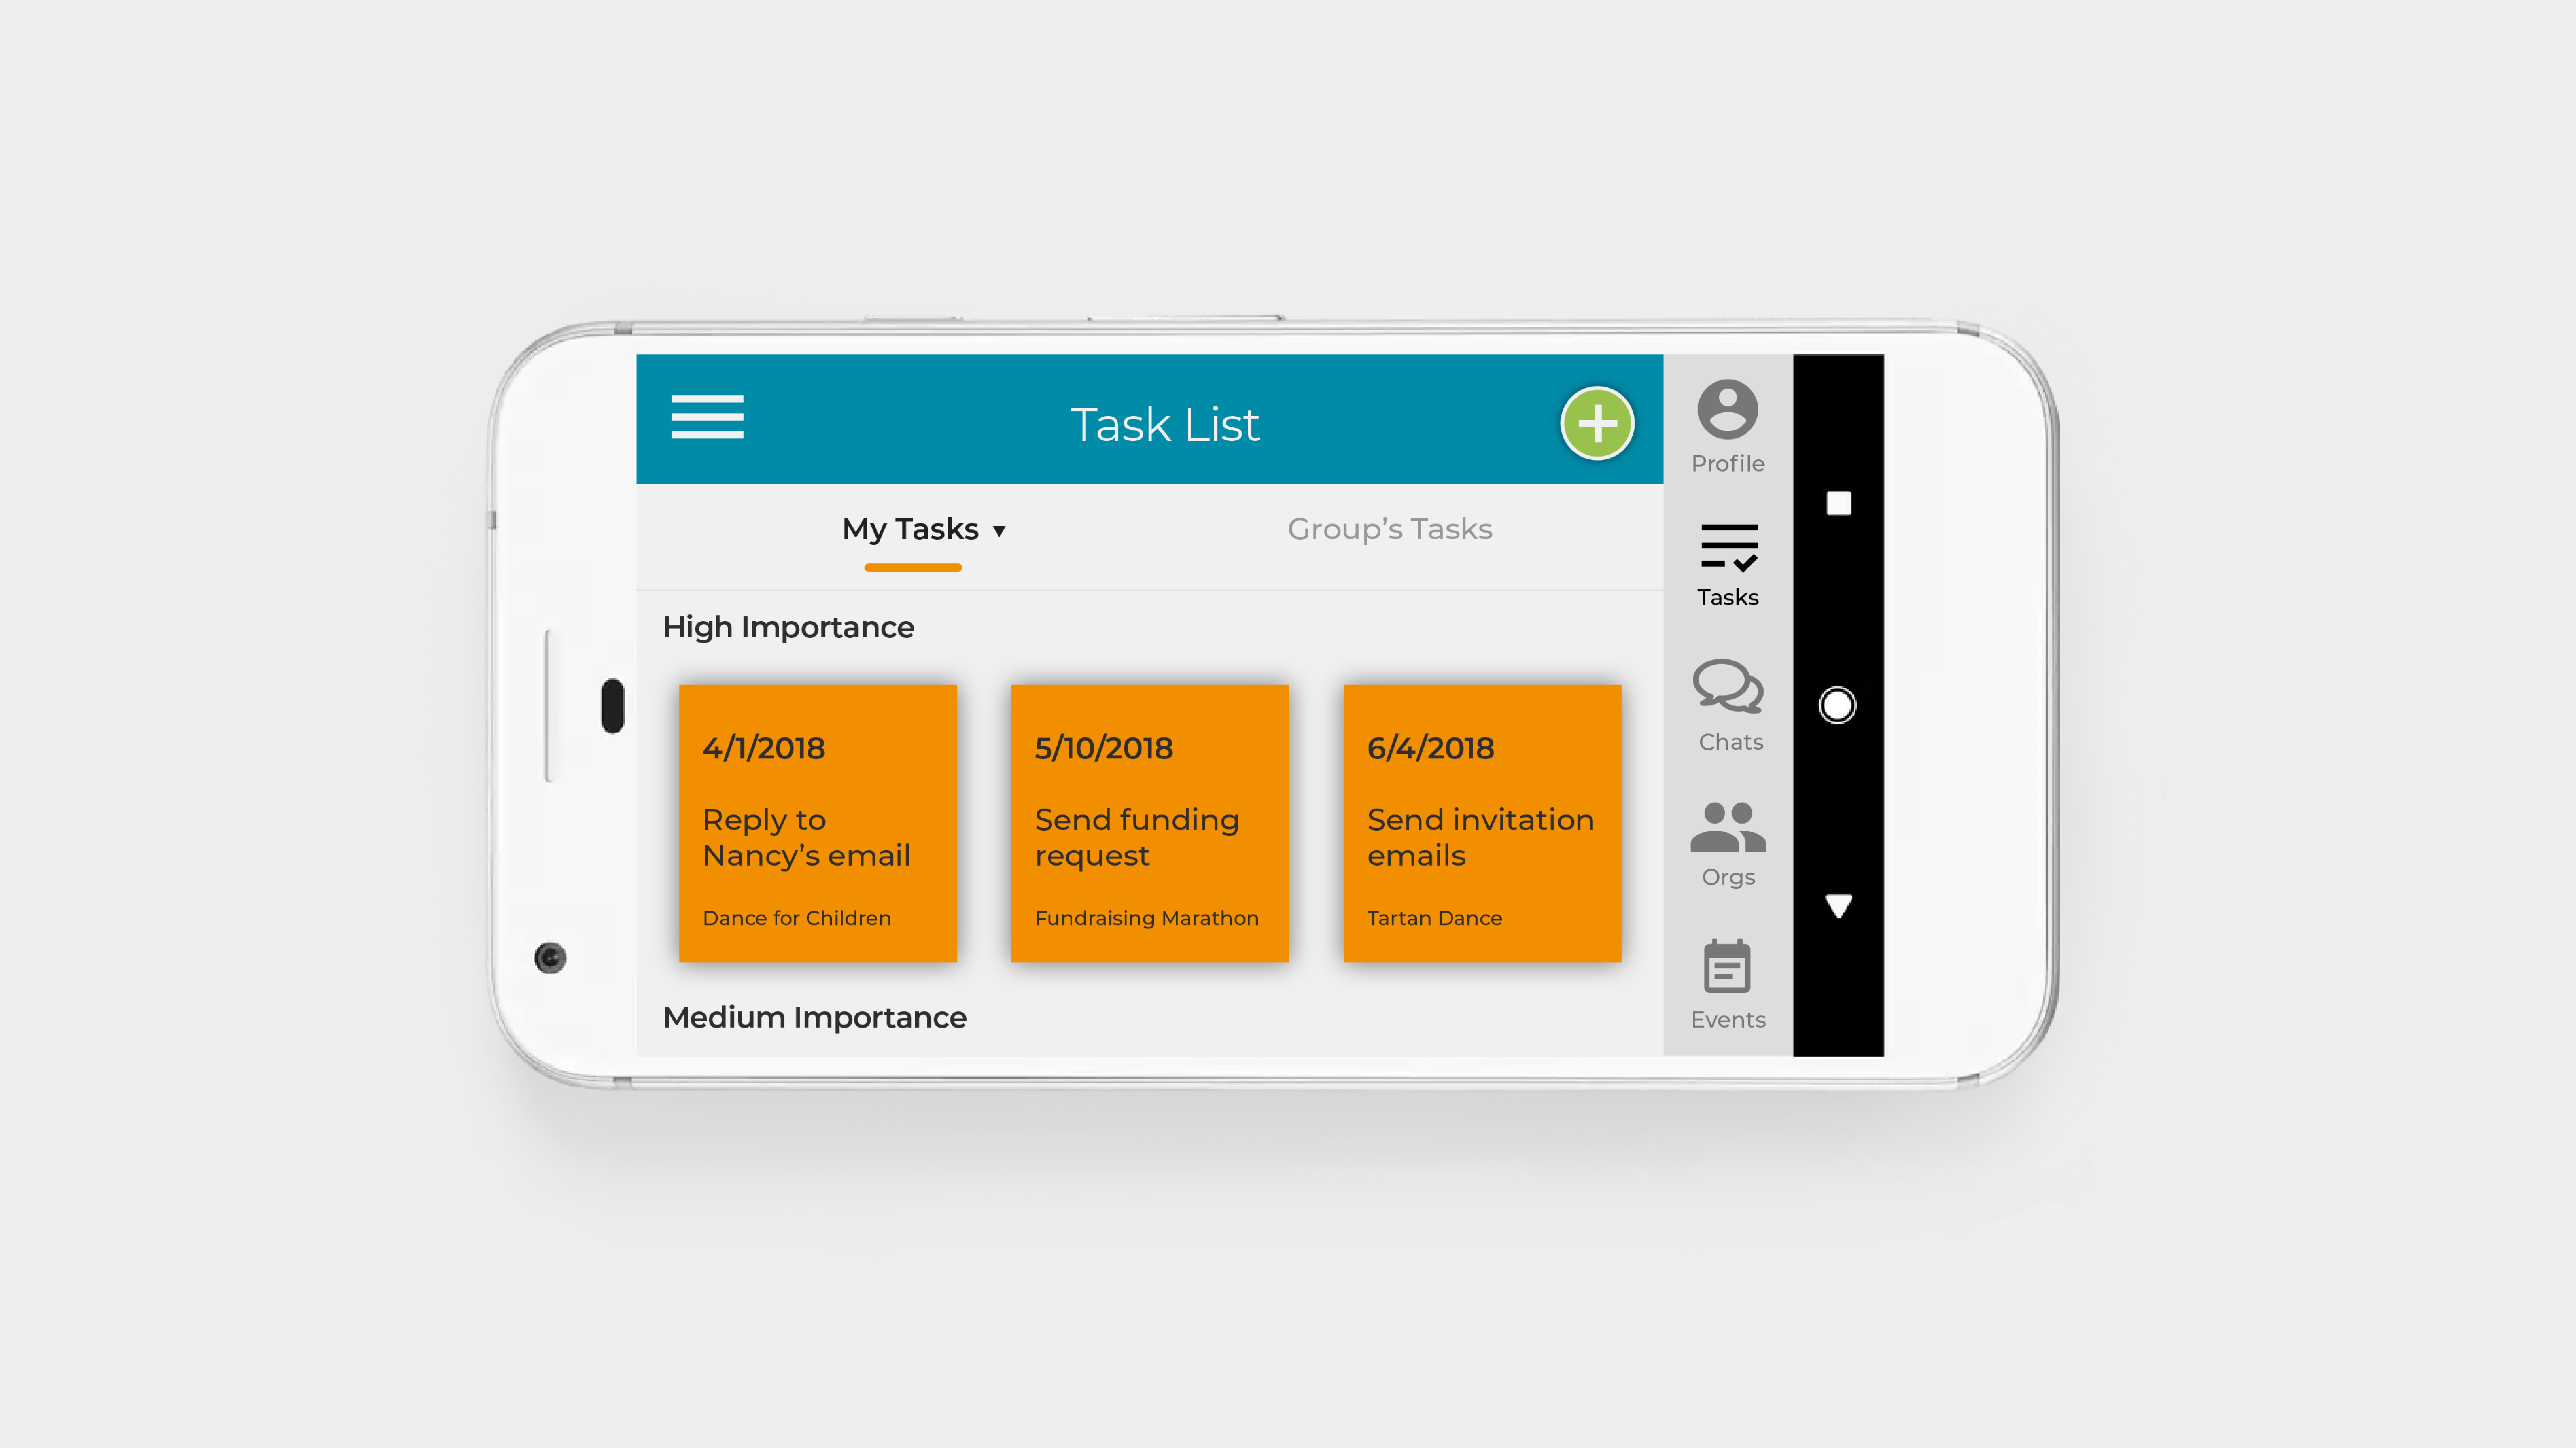 Task List
My Tasks
Group's Tasks
High Importance
4/1/2018
Reply to
Nancy's email
Dance for Children
5/10/2018
Send funding
request
Fundraising Marathon
6/4/2018
Send invitation
emails
Tartan Dance
Medium Importance
Profile
Tasks
Chats
Orgs
Events